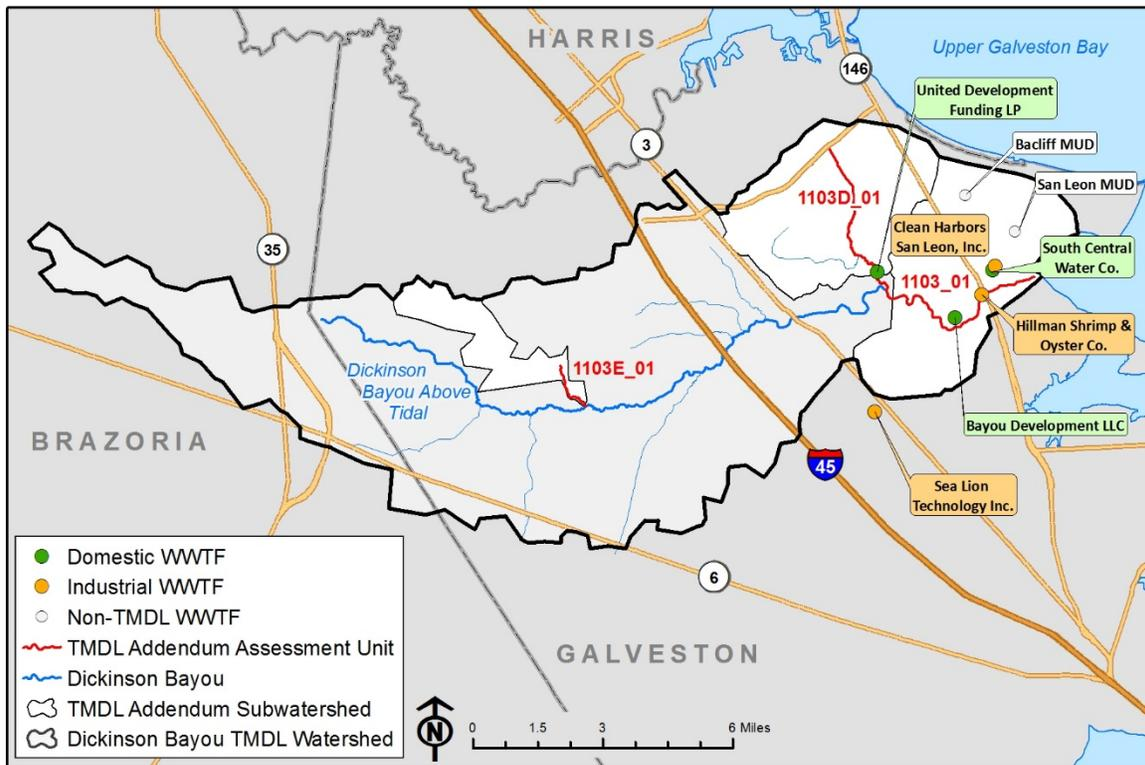 HARRIS
Upper Galveston Bay
146
United Development
Funding LP
3
Bacliff MUD
San Leon MUD
1103D_01
Clean Harbors
San Leon, Inc.
South Central
Water Co.
35
1103_01
Hillman Shrimp &
Oyster Co.
1103E_01
Dickinson
Bayou Above
Tidal
BRAZORIA
Bayou Development LLC
45
Sea Lion
Technology Inc.
6
GALVESTON
Domestic WWTF
Industrial WWTF
Non-TMDL WWTF
TMDL Addendum Assessment Unit
Dickinson Bayou
TMDL Addendum Subwatershed
Dickinson Bayou TMDL Watershed
N
0 1.5 3 6 Miles